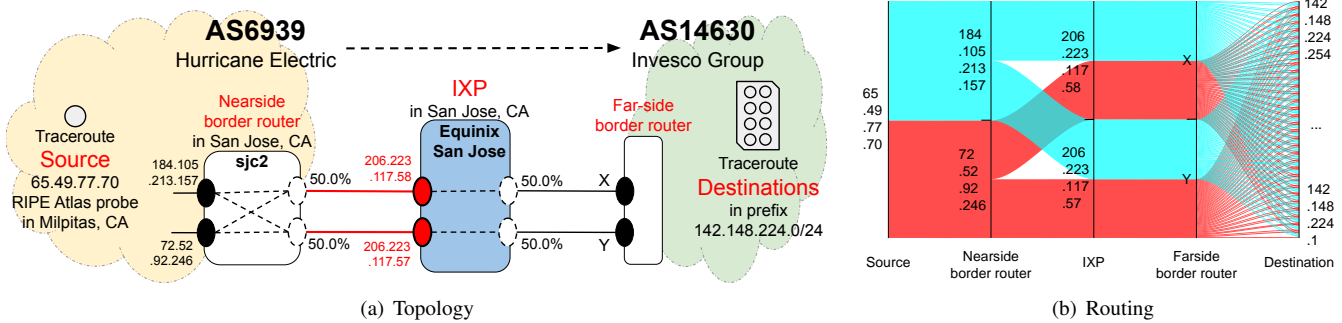 AS6939
Hurricane Electric
AS14630
Invesco Group
IXP
in San Jose, CA
Nearside
border router
in San Jose, CA
Far-side
border router
Traceroute
Source
65.49.77.70
RIPE Atlas probe
in Milpitas, CA
184.105
.213.157
72.52
.92.246
sjc2
50.0%
50.0%
206.223
.117.58
206.223
.117.57
Equinix
San Jose
50.0%
50.0%
X
Y
Traceroute
Destinations
in prefix
142.148.224.0/24
(a) Topology
65
.49
.77
.70
184
.105
.213
.157
72
.52
.92
.246
206
.223
.117
.58
206
.223
.117
.57
X
Y
142
.148
.224
.254
...
142
.148
.224
.1
Source
Nearside
border router
IXP
Farside
border router
Destination
(b) Routing